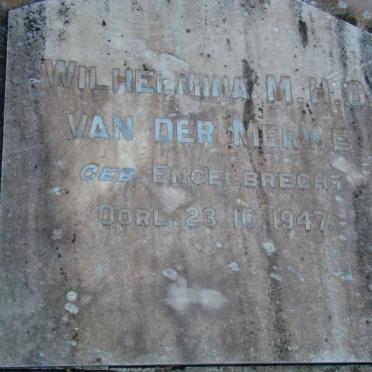 WILHELMINA M.M.O.
VAN DER MERWE
GEB. ENGELBRECHT
OORL. 23.10.1947.